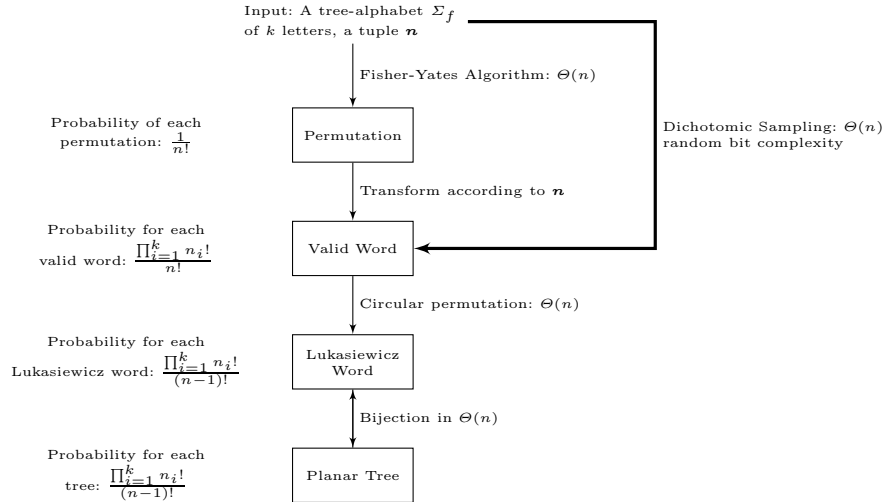 Input: A tree-alphabet Σ_f
of k letters, a tuple n
Fisher-Yates Algorithm: Θ(n)
Probability of each
permutation: 1/n!
Permutation
Dichotomic Sampling: Θ(n)
random bit complexity
Transform according to n
Probability for each
valid word: ∏_{i=1}^k n_i! / n!
Valid Word
Circular permutation: Θ(n)
Probability for each
Lukasiewicz word: ∏_{i=1}^k n_i! / (n−1)!
Lukasiewicz
Word
Bijection in Θ(n)
Probability for each
tree: ∏_{i=1}^k n_i! / (n−1)!
Planar Tree